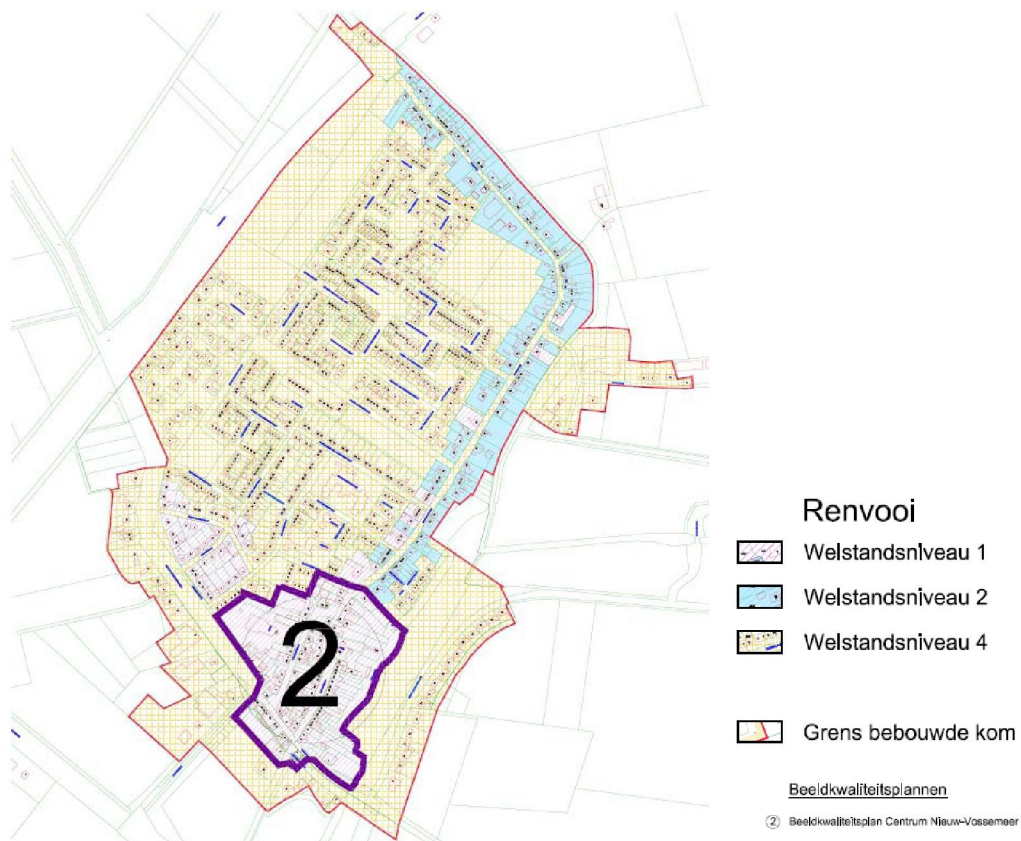 2
Renvooi
Welstandsniveau 1
Welstandsniveau 2
Welstandsniveau 4
Grens bebouwde kom
Beeldkwaliteitsplannen
2 Beeldkwaliteitsplan Centrum Nieuw-Vossemeer